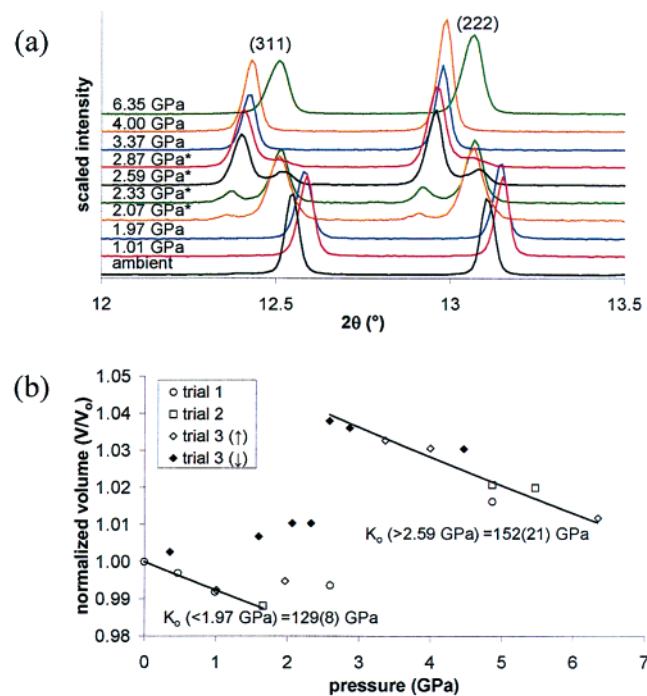 (a)
(311) (222)
scaled intensity
6.35 GPa
4.00 GPa
3.37 GPa
2.87 GPa*
2.59 GPa*
2.33 GPa*
2.07 GPa*
1.97 GPa
1.01 GPa
ambient
12 12.5 13 13.5
2θ (°)
(b)
normalized volume (V/Vo)
1.05
1.04
1.03
1.02
1.01
1.00
0.99
0.98
○ trial 1
□ trial 2
◇ trial 3 (↑)
◆ trial 3 (↓)
Ko (>2.59 GPa) =152(21) GPa
Ko (<1.97 GPa) =129(8) GPa
0 1 2 3 4 5 6 7
pressure (GPa)